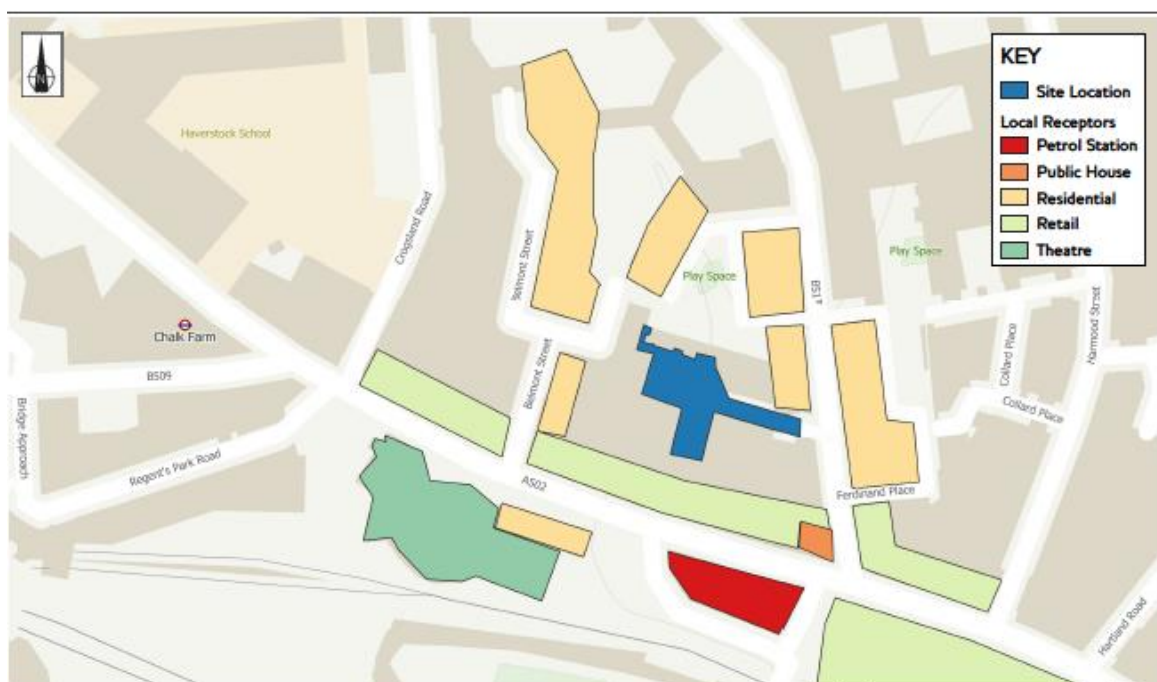 N
KEY
Site Location
Local Receptors
Petrol Station
Public House
Residential
Retail
Theatre
Haverstock School
Crogsland Road
Belmont Street
Play Space
Play Space
B517
Harmood Street
Chalk Farm
B509
Belmont Street
Collard Place
Collard Place
Bridge Approach
Regent's Park Road
A502
Ferdinand Place
Hartland Road